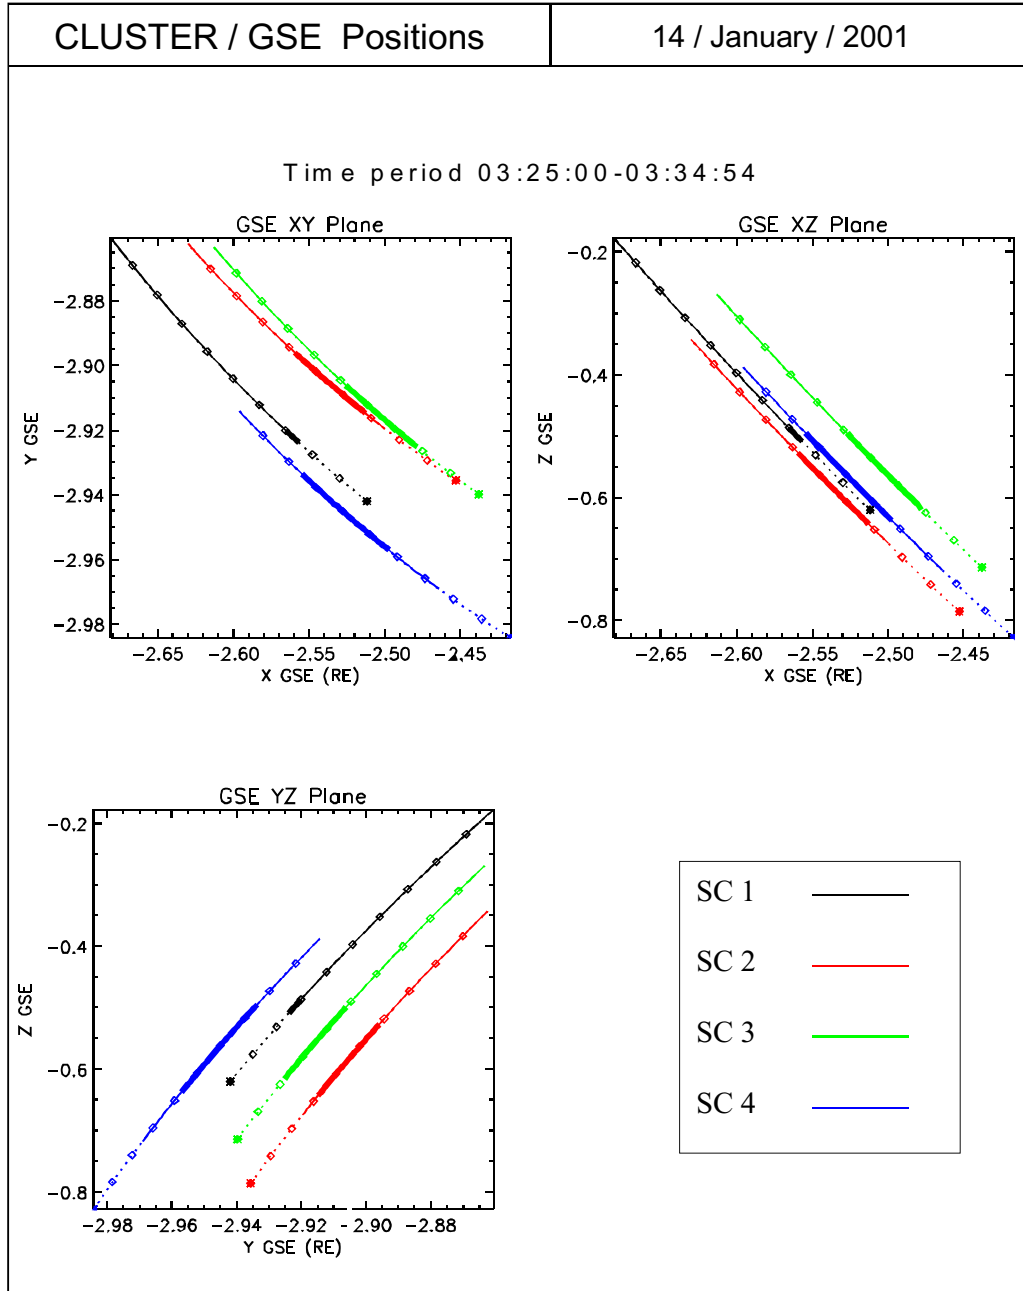 CLUSTER / GSE Positions
14 / January / 2001
Time period 03:25:00-03:34:54
GSE XY Plane
Y GSE
−2.88
−2.90
−2.92
−2.94
−2.96
−2.98
−2.65 −2.60 −2.55 −2.50 −2.45
X GSE (RE)
GSE XZ Plane
Z GSE
−0.2
−0.4
−0.6
−0.8
−2.65 −2.60 −2.55 −2.50 −2.45
X GSE (RE)
GSE YZ Plane
Z GSE
−0.2
−0.4
−0.6
−0.8
−2.98 −2.96 −2.94 −2.92 −2.90 −2.88
Y GSE (RE)
SC 1
SC 2
SC 3
SC 4